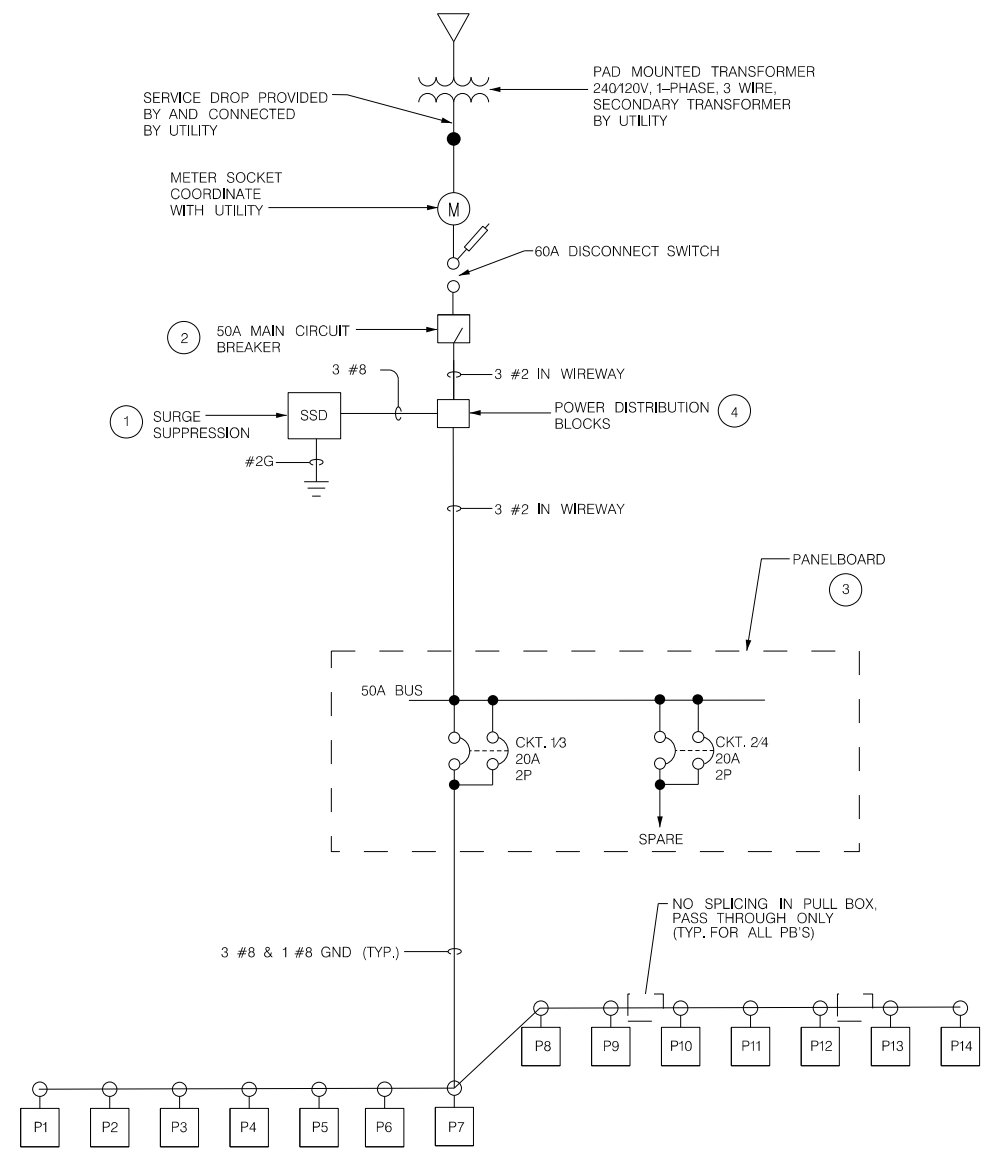 PAD MOUNTED TRANSFORMER
240/120V, 1-PHASE, 3 WIRE,
SECONDARY TRANSFORMER
BY UTILITY
SERVICE DROP PROVIDED
BY AND CONNECTED
BY UTILITY
METER SOCKET
COORDINATE
WITH UTILITY
M
60A DISCONNECT SWITCH
2
50A MAIN CIRCUIT
BREAKER
3 #8
3 #2 IN WIREWAY
1
SURGE
SUPPRESSION
SSD
POWER DISTRIBUTION
BLOCKS
4
#2G
3 #2 IN WIREWAY
PANELBOARD
3
50A BUS
CKT. 1/3
20A
2P
CKT. 2/4
20A
2P
SPARE
NO SPLICING IN PULL BOX,
PASS THROUGH ONLY
(TYP. FOR ALL PB'S)
3 #8 & 1 #8 GND (TYP.)
P8 P9 P10 P11 P12 P13 P14
P1 P2 P3 P4 P5 P6 P7